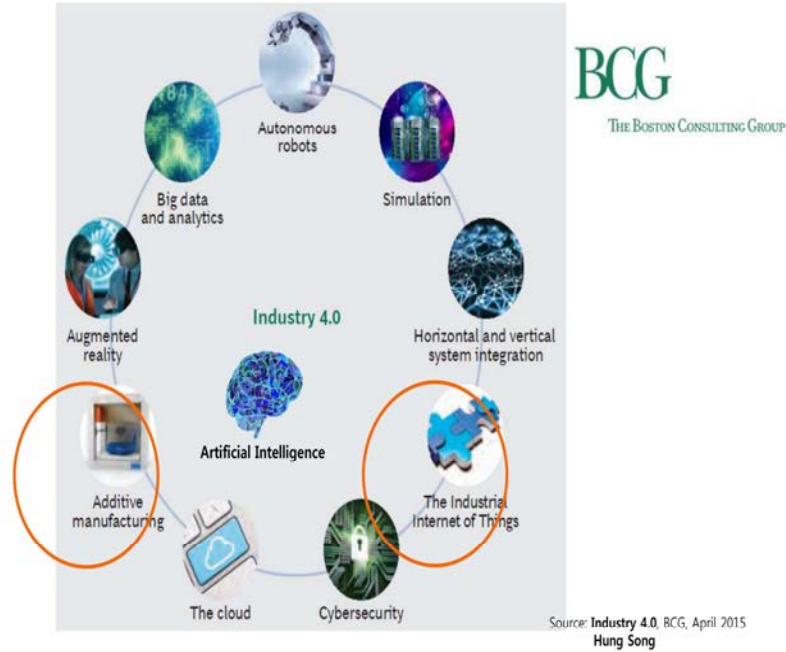 BCG
THE BOSTON CONSULTING GROUP
Autonomous
robots
Big data
and analytics
Simulation
Augmented
reality
Industry 4.0
Horizontal and vertical
system integration
Artificial Intelligence
Additive
manufacturing
The Industrial
Internet of Things
The cloud
Cybersecurity
Source: Industry 4.0, BCG, April 2015
Hung Song